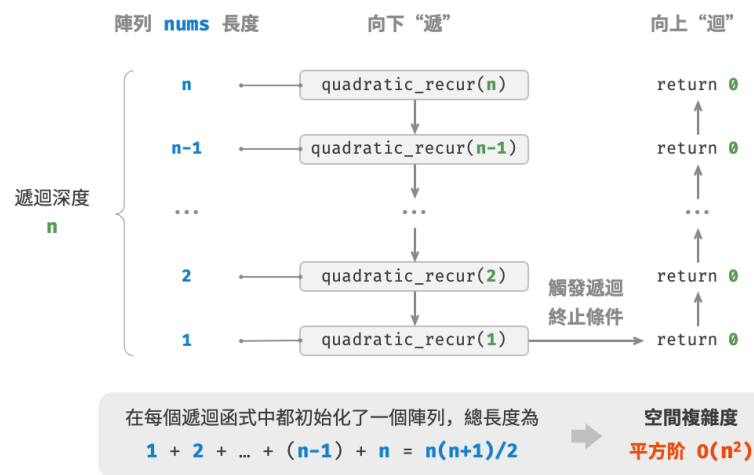 陣列 nums 長度
向下“遞”
向上“迴”
n
quadratic_recur(n)
return 0
n-1
quadratic_recur(n-1)
return 0
遞迴深度
n
...
...
...
2
quadratic_recur(2)
return 0
觸發遞迴
終止條件
1
quadratic_recur(1)
return 0
在每個遞迴函式中都初始化了一個陣列，總長度為
1 + 2 + … + (n-1) + n = n(n+1)/2
空間複雜度
平方阶 O(n²)